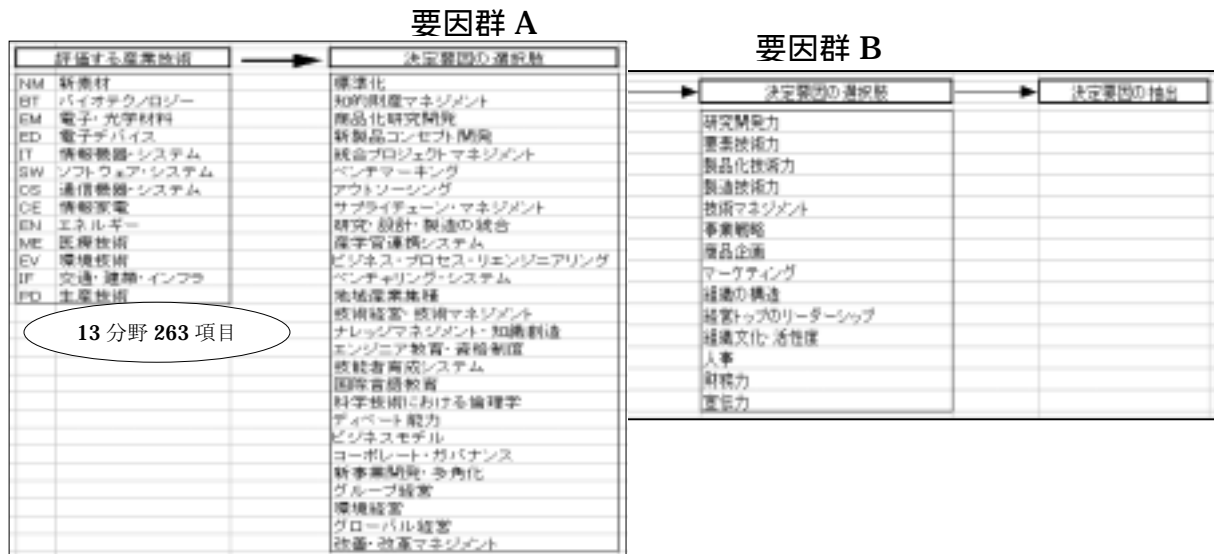 要因群 A
評価する産業技術
決定要因の選択肢
NM 新素材
BT バイオテクノロジー
EM 電子・光学材料
ED 電子デバイス
IT 情報機器・システム
SW ソフトウェア・システム
CS 通信機器・システム
CE 情報家電
EN エネルギー
ME 医療技術
EV 環境技術
IF 交通・建築・インフラ
PD 生産技術
13 分野 263 項目
標準化
知的財産マネジメント
商品化研究開発
新製品コンセプト開発
統合プロジェクトマネジメント
ベンチマーキング
アウトソーシング
サプライチェーン・マネジメント
研究・設計・製造の統合
産学官連携システム
ビジネス・プロセス・リエンジニアリング
ベンチャリング・システム
地域産業集積
技術経営・技術マネジメント
ナレッジマネジメント・知識創造
エンジニア教育・資格制度
技能者育成システム
国際言語教育
科学技術における倫理学
ディベート能力
ビジネスモデル
コーポレート・ガバナンス
新事業開発・多角化
グループ経営
環境経営
グローバル経営
改善・改革マネジメント
要因群 B
決定要因の選択肢
決定要因の抽出
研究開発力
要素技術力
製品化技術力
製造技術力
技術マネジメント
事業戦略
商品企画
マーケティング
組織の構造
経営トップのリーダーシップ
組織文化・活性度
人事
財務力
宣伝力